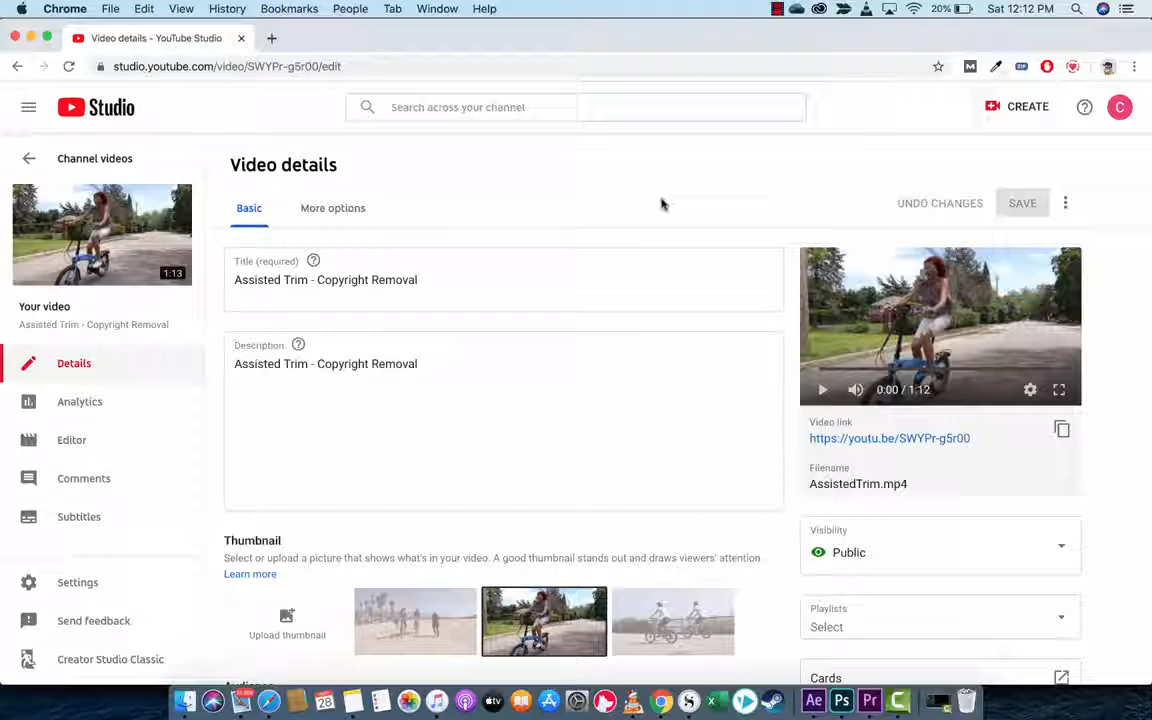 Chrome File Edit View History Bookmarks People Tab Window Help 20% Sat 12:12 PM
Video details - YouTube Studio
studio.youtube.com/video/SWYPr-g5r00/edit
Studio
Search across your channel
CREATE
C
Channel videos
Video details
Basic
More options
UNDO CHANGES
SAVE
1:13
Your video
Assisted Trim - Copyright Removal
Details
Analytics
Editor
Comments
Subtitles
Settings
Send feedback
Creator Studio Classic
Title (required)
Assisted Trim - Copyright Removal
Description
Assisted Trim - Copyright Removal
Thumbnail
Select or upload a picture that shows what's in your video. A good thumbnail stands out and draws viewers' attention
Learn more
Upload thumbnail
0:00 / 1:12
Video link
https://youtu.be/SWYPr-g5r00
Filename
AssistedTrim.mp4
Visibility
Public
Playlists
Select
Cards
28
tv
Ae
Ps
Pr